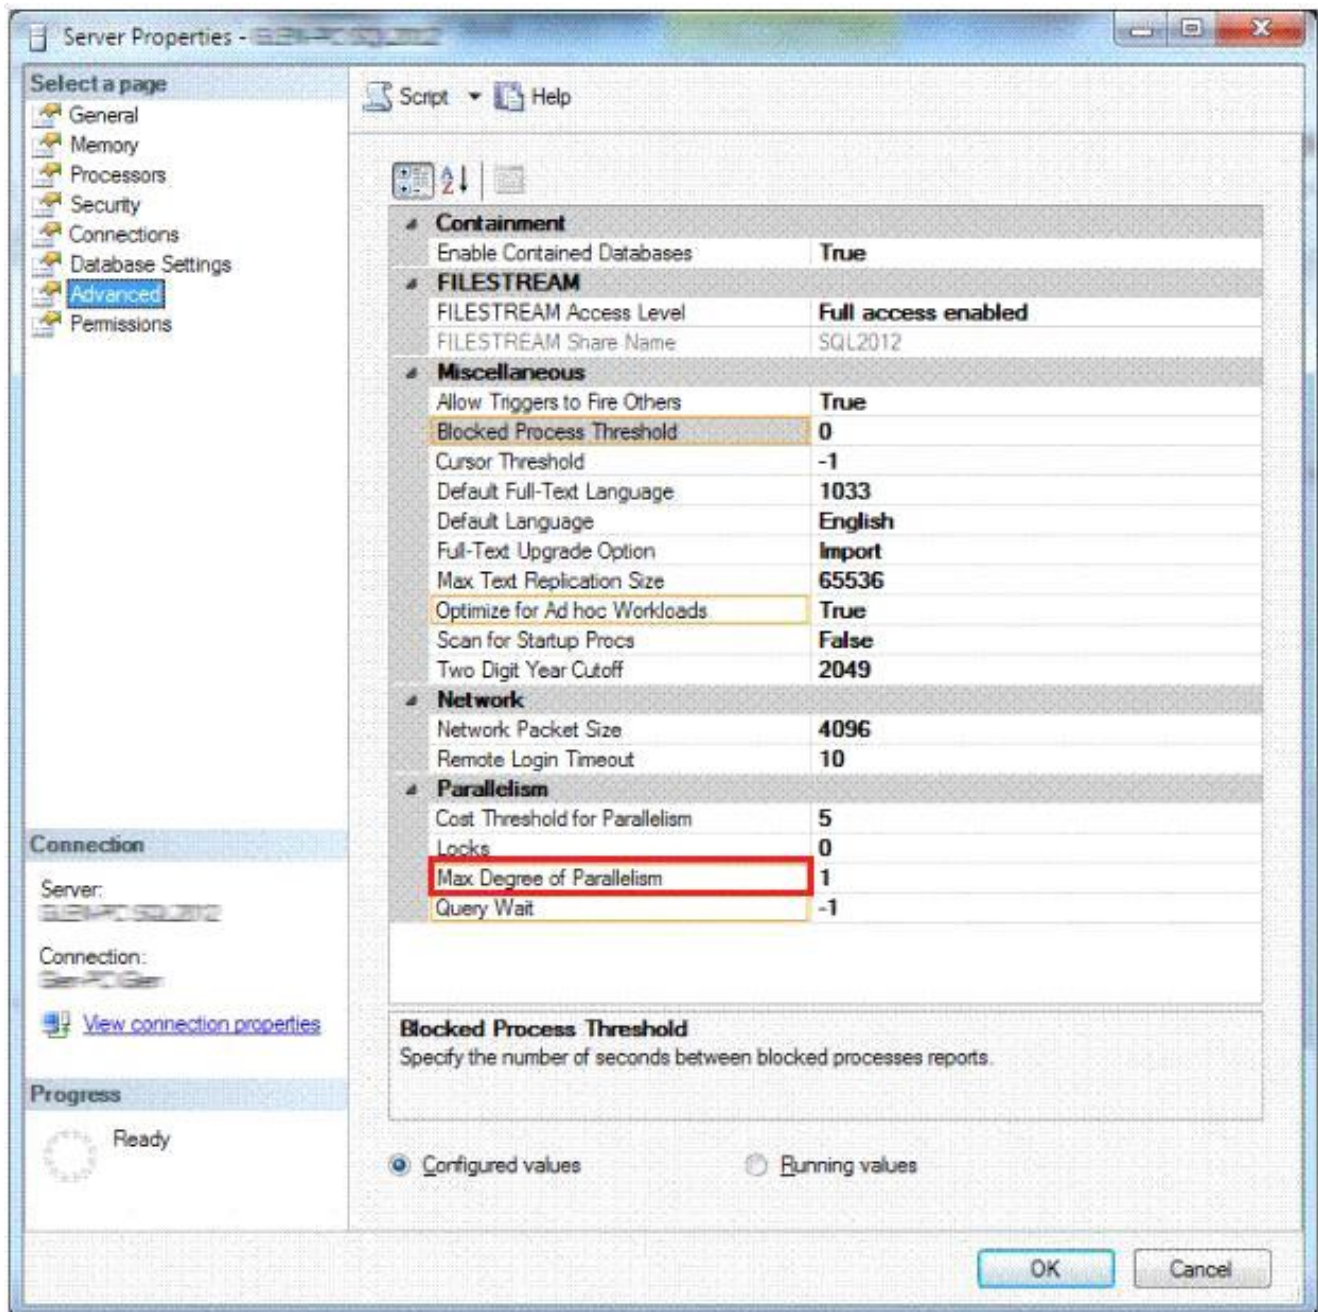 Server Properties -
Select a page
General
Memory
Processors
Security
Connections
Database Settings
Advanced
Permissions
Connection
Server:
Connection:
View connection properties
Progress
Ready
Script Help
Containment
Enable Contained Databases True
FILESTREAM
FILESTREAM Access Level Full access enabled
FILESTREAM Share Name SQL2012
Miscellaneous
Allow Triggers to Fire Others True
Blocked Process Threshold 0
Cursor Threshold -1
Default Full-Text Language 1033
Default Language English
Full-Text Upgrade Option Import
Max Text Replication Size 65536
Optimize for Ad hoc Workloads True
Scan for Startup Procs False
Two Digit Year Cutoff 2049
Network
Network Packet Size 4096
Remote Login Timeout 10
Parallelism
Cost Threshold for Parallelism 5
Locks 0
Max Degree of Parallelism 1
Query Wait -1
Blocked Process Threshold
Specify the number of seconds between blocked processes reports.
Configured values Running values
OK Cancel